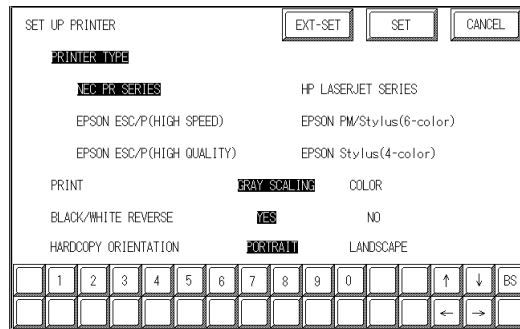 SET UP PRINTER EXT-SET SET CANCEL
PRINTER TYPE
NEC PR SERIES HP LASERJET SERIES
EPSON ESC/P(HIGH SPEED) EPSON PM/Stylus(6-color)
EPSON ESC/P(HIGH QUALITY) EPSON Stylus(4-color)
PRINT GRAY SCALING COLOR
BLACK/WHITE REVERSE YES NO
HARDCOPY ORIENTATION PORTRAIT LANDSCAPE
1 2 3 4 5 6 7 8 9 0 ↑ ↓ BS
← →